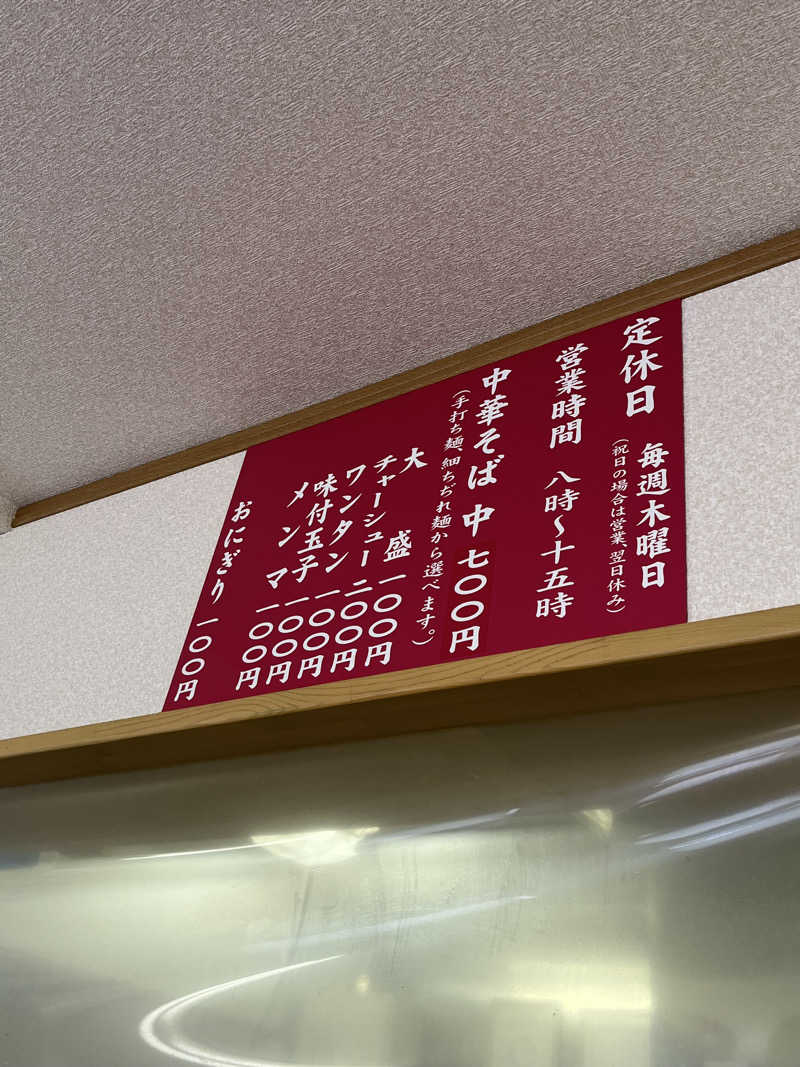 定休日 毎週木曜日
(祝日の場合は営業、翌日休み)
営業時間 八時〜十五時
中華そば 中 七〇〇円
(手打ち麺、細ちぢれ麺から選べます。)
大盛 一〇〇円
チャーシュー 二〇〇円
ワンタン 一〇〇円
味付玉子 一〇〇円
メンマ 一〇〇円
おにぎり 一〇〇円